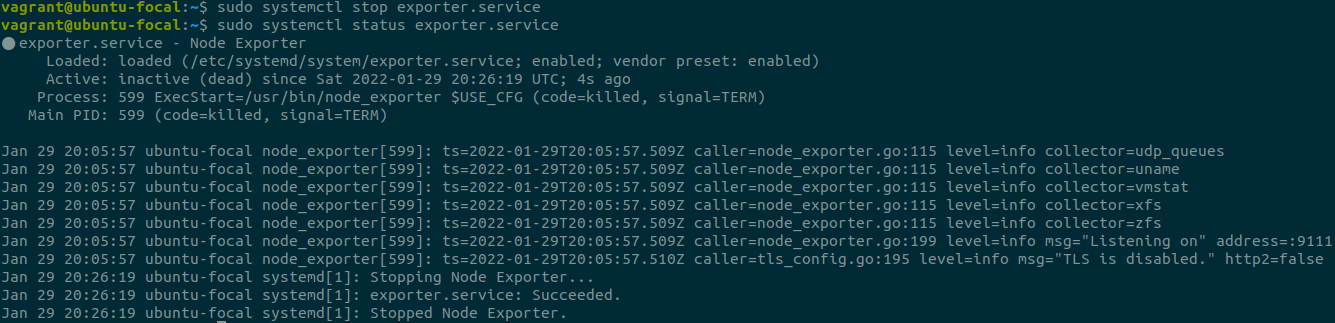 vagrant@ubuntu-focal:~$ sudo systemctl stop exporter.service
vagrant@ubuntu-focal:~$ sudo systemctl status exporter.service
● exporter.service - Node Exporter
     Loaded: loaded (/etc/systemd/system/exporter.service; enabled; vendor preset: enabled)
     Active: inactive (dead) since Sat 2022-01-29 20:26:19 UTC; 4s ago
    Process: 599 ExecStart=/usr/bin/node_exporter $USE_CFG (code=killed, signal=TERM)
   Main PID: 599 (code=killed, signal=TERM)

Jan 29 20:05:57 ubuntu-focal node_exporter[599]: ts=2022-01-29T20:05:57.509Z caller=node_exporter.go:115 level=info collector=udp_queues
Jan 29 20:05:57 ubuntu-focal node_exporter[599]: ts=2022-01-29T20:05:57.509Z caller=node_exporter.go:115 level=info collector=uname
Jan 29 20:05:57 ubuntu-focal node_exporter[599]: ts=2022-01-29T20:05:57.509Z caller=node_exporter.go:115 level=info collector=vmstat
Jan 29 20:05:57 ubuntu-focal node_exporter[599]: ts=2022-01-29T20:05:57.509Z caller=node_exporter.go:115 level=info collector=xfs
Jan 29 20:05:57 ubuntu-focal node_exporter[599]: ts=2022-01-29T20:05:57.509Z caller=node_exporter.go:115 level=info collector=zfs
Jan 29 20:05:57 ubuntu-focal node_exporter[599]: ts=2022-01-29T20:05:57.509Z caller=node_exporter.go:199 level=info msg="Listening on" address=:9111
Jan 29 20:05:57 ubuntu-focal node_exporter[599]: ts=2022-01-29T20:05:57.510Z caller=tls_config.go:195 level=info msg="TLS is disabled." http2=false
Jan 29 20:26:19 ubuntu-focal systemd[1]: Stopping Node Exporter...
Jan 29 20:26:19 ubuntu-focal systemd[1]: exporter.service: Succeeded.
Jan 29 20:26:19 ubuntu-focal systemd[1]: Stopped Node Exporter.